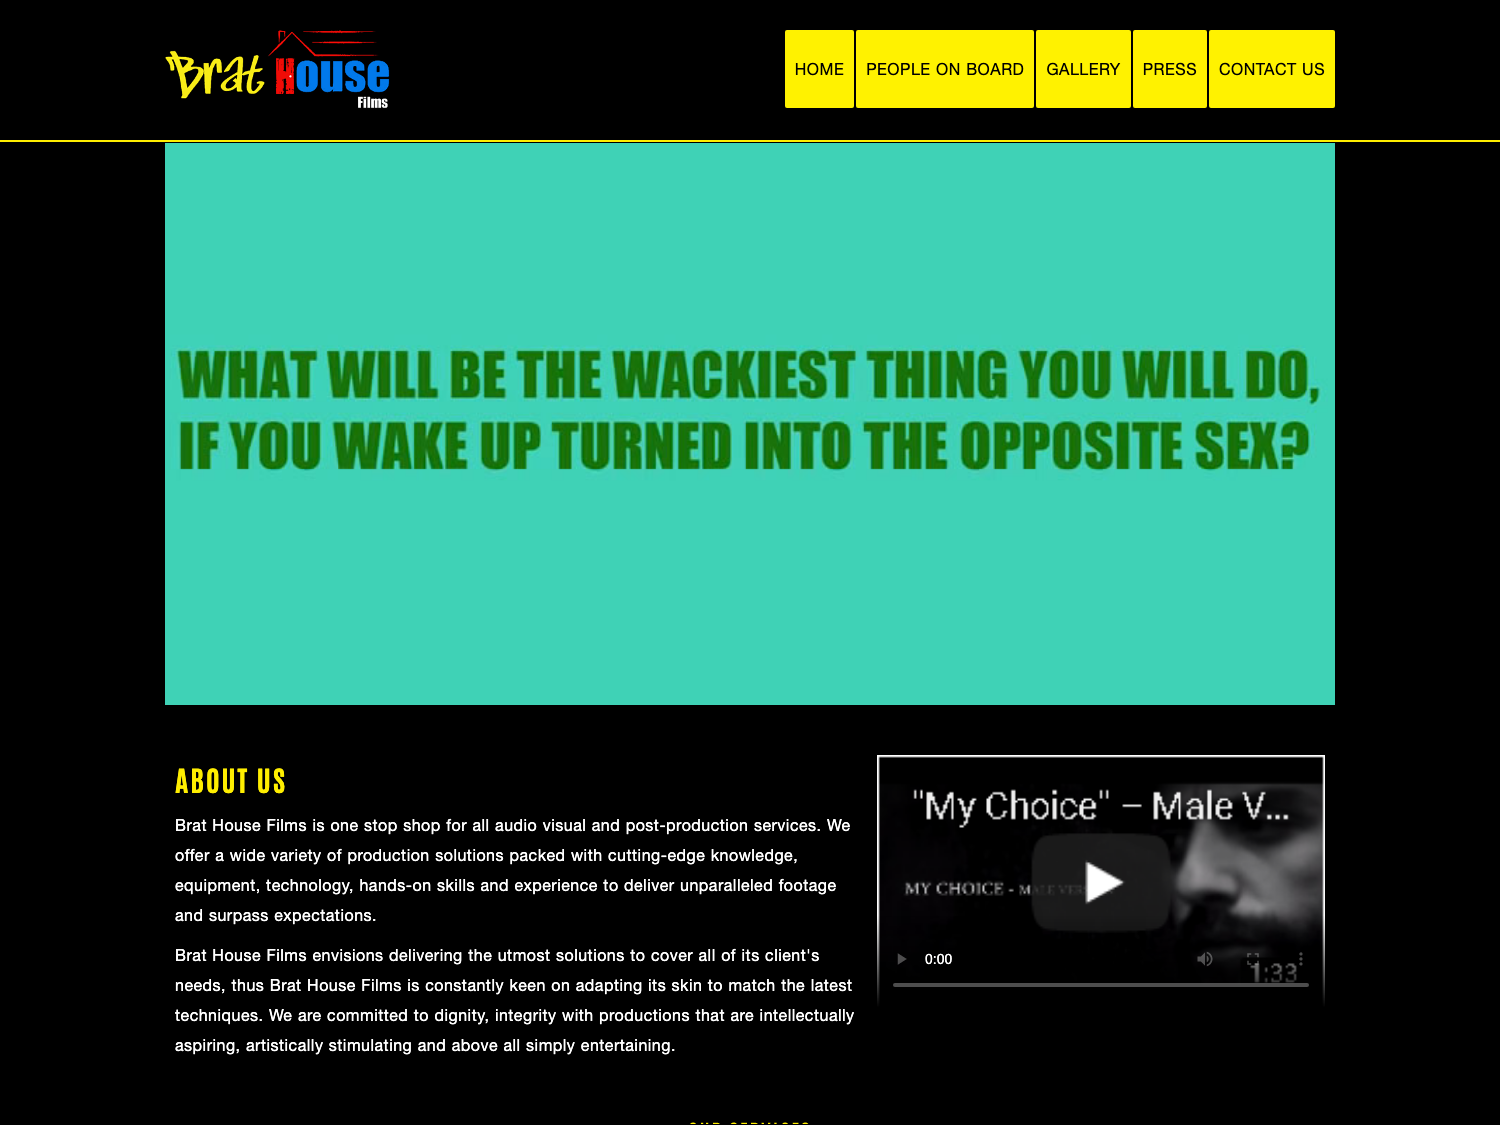 Brat House
Films
HOME PEOPLE ON BOARD GALLERY PRESS CONTACT US
WHAT WILL BE THE WACKIEST THING YOU WILL DO,
IF YOU WAKE UP TURNED INTO THE OPPOSITE SEX?
ABOUT US
Brat House Films is one stop shop for all audio visual and post-production services. We
offer a wide variety of production solutions packed with cutting-edge knowledge,
equipment, technology, hands-on skills and experience to deliver unparalleled footage
and surpass expectations.
Brat House Films envisions delivering the utmost solutions to cover all of its client's
needs, thus Brat House Films is constantly keen on adapting its skin to match the latest
techniques. We are committed to dignity, integrity with productions that are intellectually
aspiring, artistically stimulating and above all simply entertaining.
"My Choice" – Male V...
MY CHOICE - MALE VER
0:00
1:33